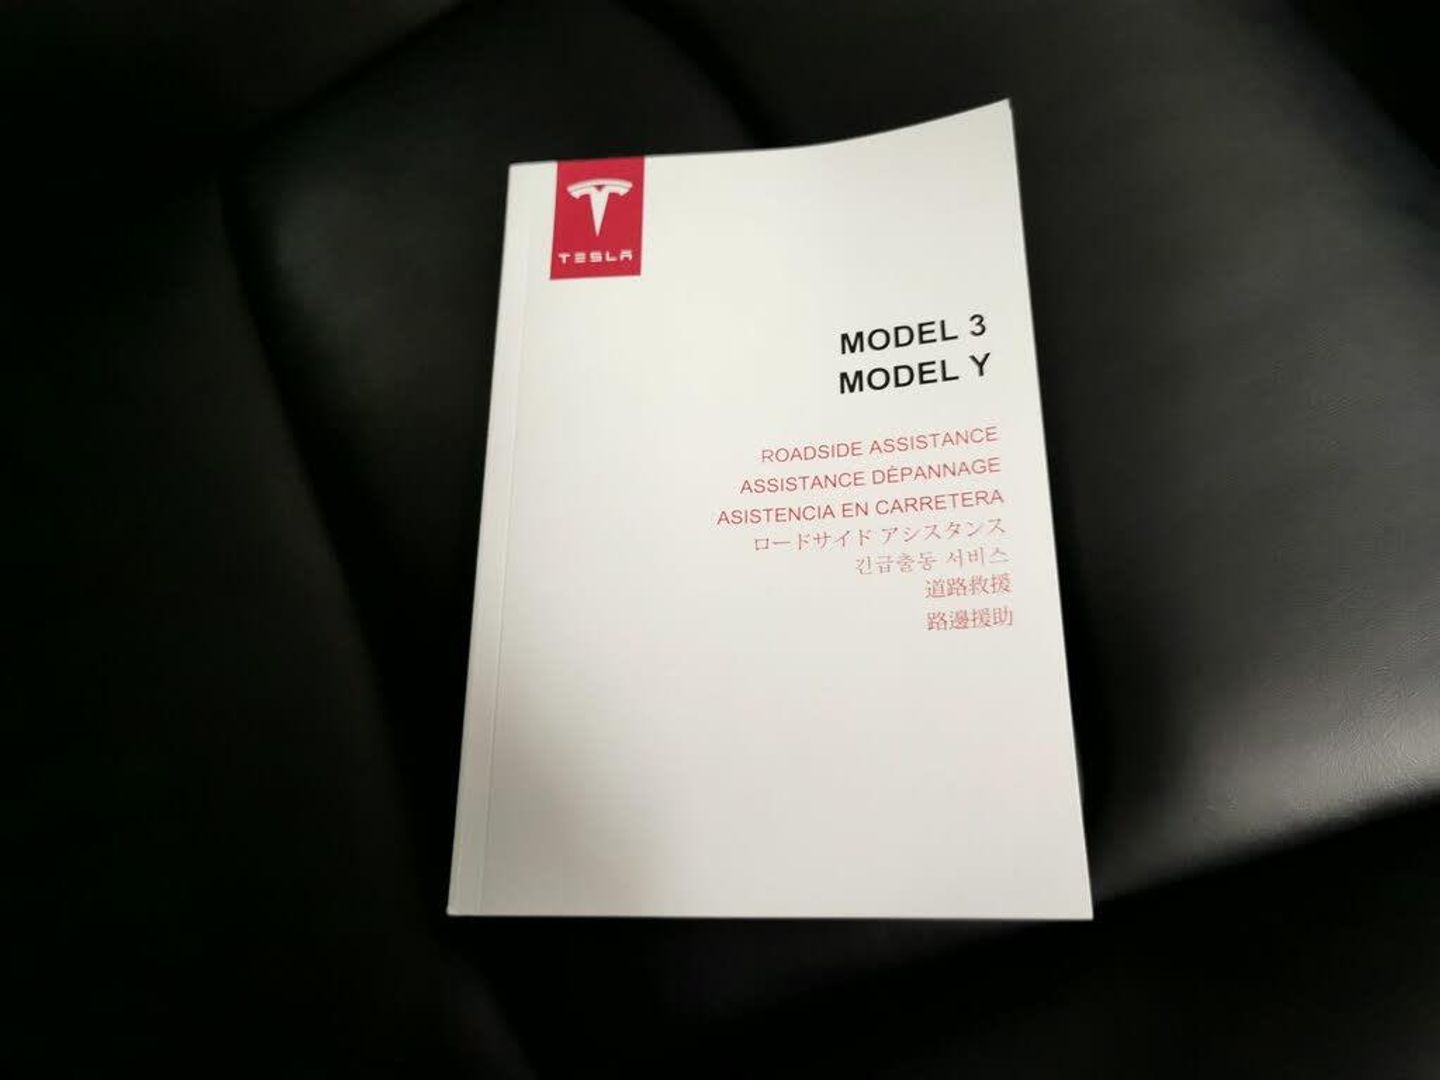 TESLA
MODEL 3
MODEL Y
ROADSIDE ASSISTANCE
ASSISTANCE DÉPANNAGE
ASISTENCIA EN CARRETERA
ロードサイド アシスタンス
긴급출동 서비스
道路救援
路邊援助